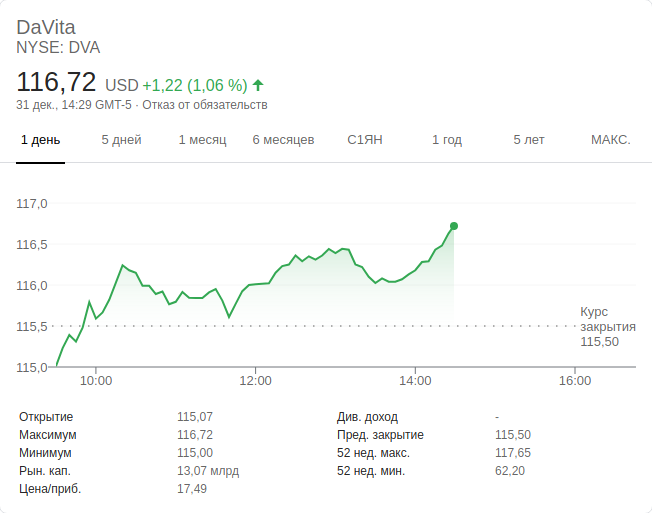 DaVita
NYSE: DVA
116,72 USD +1,22 (1,06 %)
31 дек., 14:29 GMT-5 · Отказ от обязательств
1 день 5 дней 1 месяц 6 месяцев С1ЯН 1 год 5 лет МАКС.
117,0
116,5
116,0
115,5
115,0
Курс
закрытия
115,50
10:00 12:00 14:00 16:00
Открытие 115,07 Див. доход -
Максимум 116,72 Пред. закрытие 115,50
Минимум 115,00 52 нед. макс. 117,65
Рын. кап. 13,07 млрд 52 нед. мин. 62,20
Цена/приб. 17,49